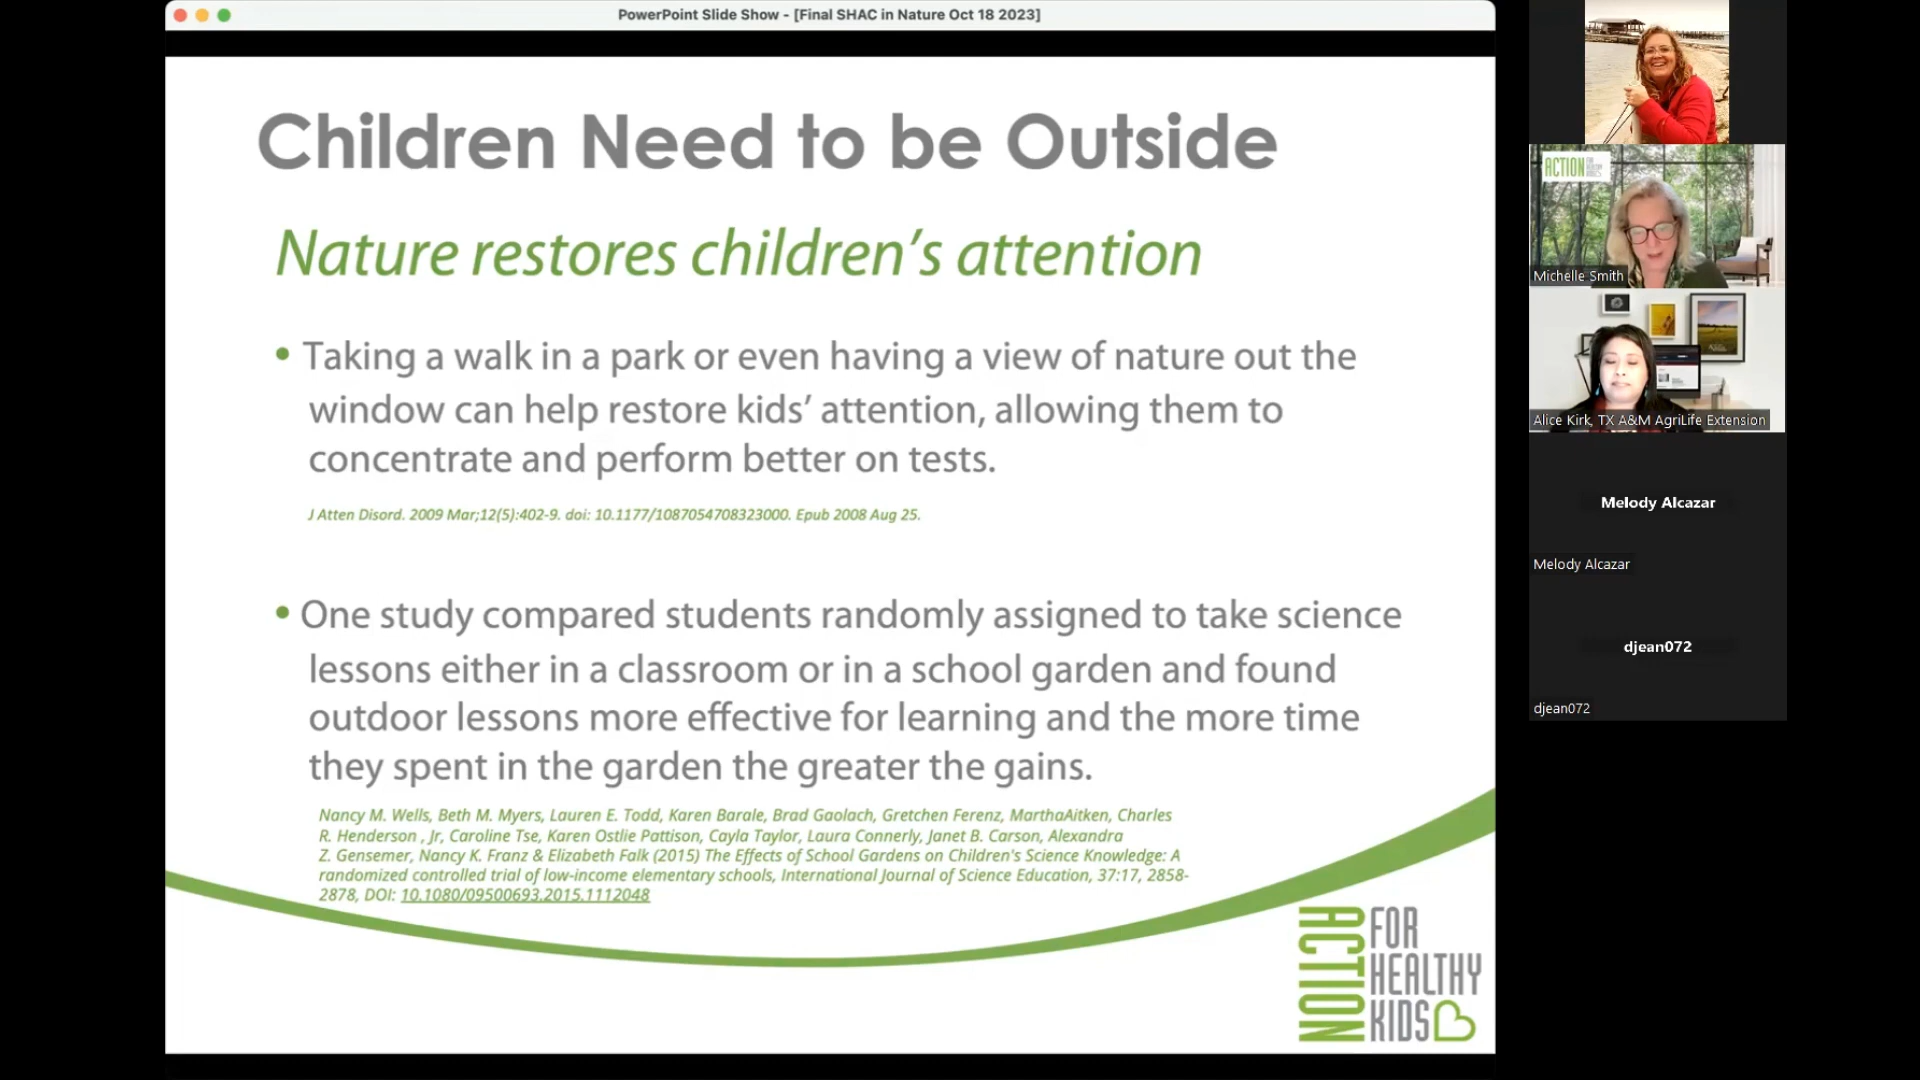 PowerPoint Slide Show - [Final SHAC in Nature Oct 18 2023]
Children Need to be Outside
Nature restores children’s attention
• Taking a walk in a park or even having a view of nature out the
window can help restore kids’ attention, allowing them to
concentrate and perform better on tests.
J Atten Disord. 2009 Mar;12(5):402-9. doi: 10.1177/1087054708323000. Epub 2008 Aug 25.
• One study compared students randomly assigned to take science
lessons either in a classroom or in a school garden and found
outdoor lessons more effective for learning and the more time
they spent in the garden the greater the gains.
Nancy M. Wells, Beth M. Myers, Lauren E. Todd, Karen Barale, Brad Gaolach, Gretchen Ferenz, MarthaAitken, Charles
R. Henderson , Jr, Caroline Tse, Karen Ostlie Pattison, Cayla Taylor, Laura Connerly, Janet B. Carson, Alexandra
Z. Gensemer, Nancy K. Franz & Elizabeth Falk (2015) The Effects of School Gardens on Children's Science Knowledge: A
randomized controlled trial of low-income elementary schools, International Journal of Science Education, 37:17, 2858-
2878, DOI: 10.1080/09500693.2015.1112048
ACTION
FOR
HEALTHY
KIDS
ACTION
Michelle Smith
Alice Kirk, TX A&M AgriLife Extension
Melody Alcazar
Melody Alcazar
djean072
djean072